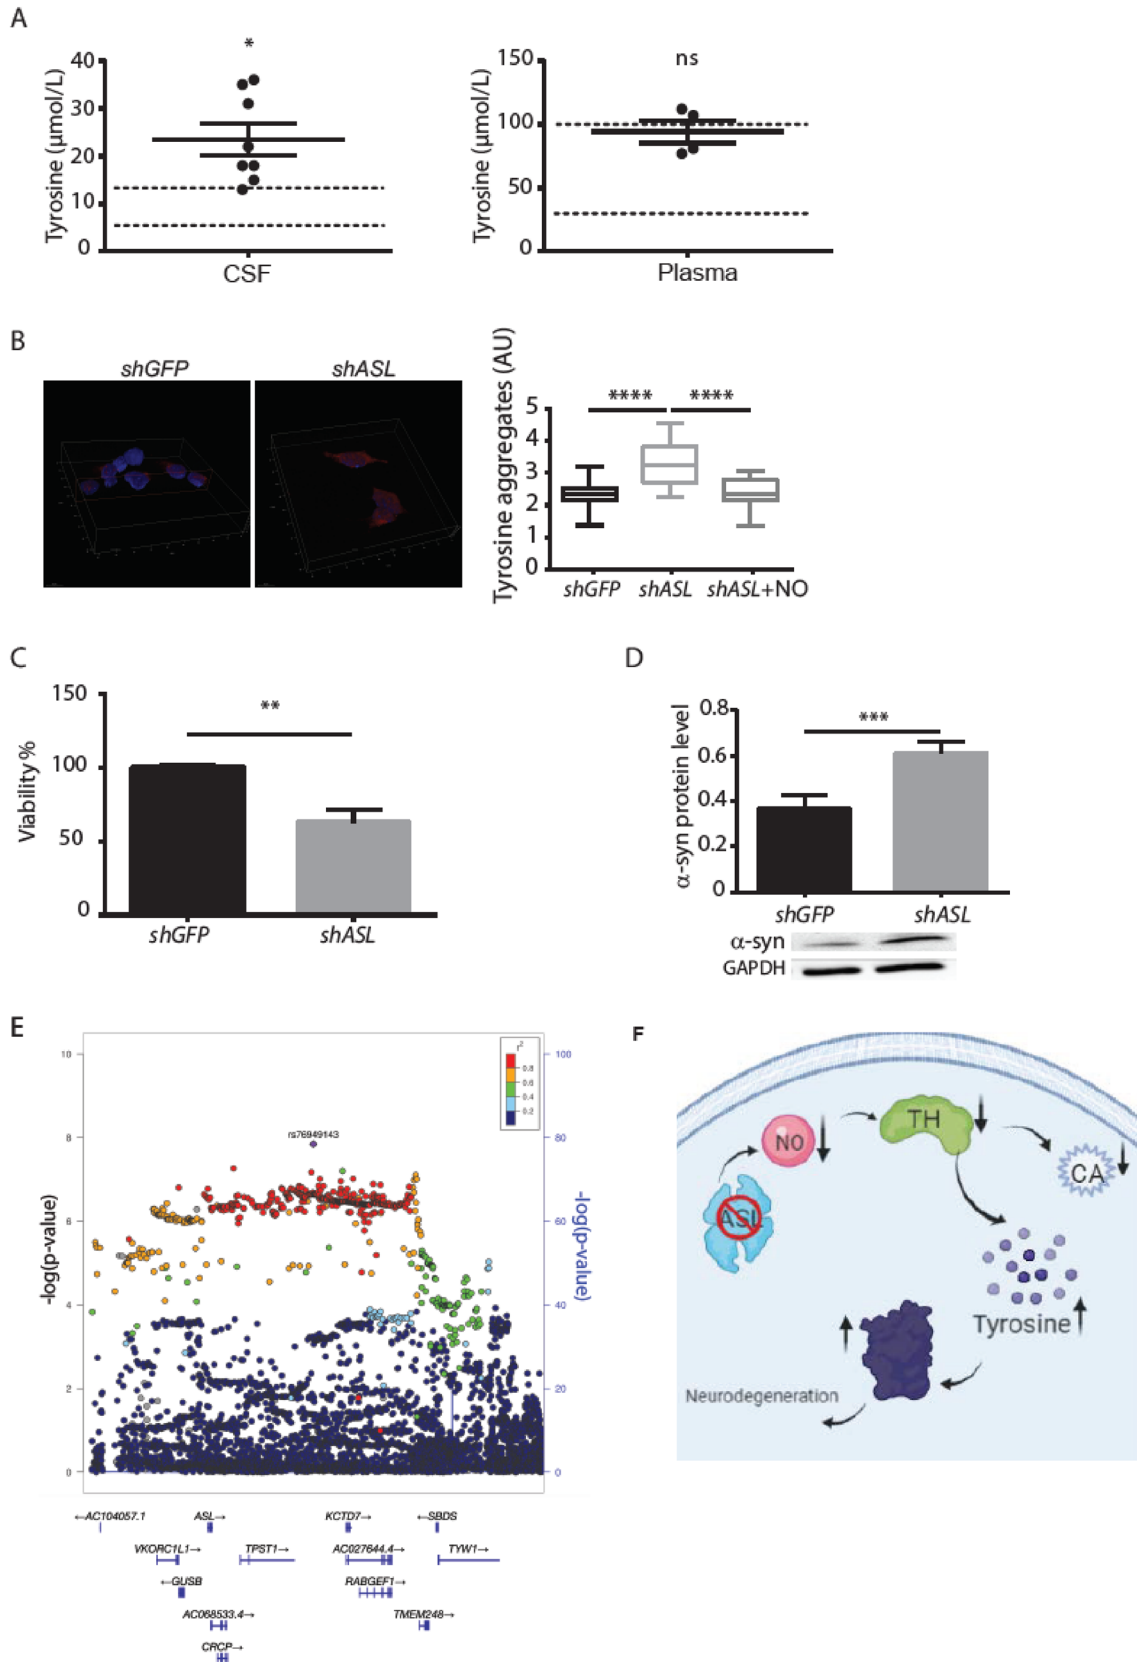 A
*
ns
40
30
20
10
0
Tyrosine (µmol/L)
CSF
150
100
50
0
Tyrosine (µmol/L)
Plasma
B
shGFP
shASL
Tyrosine aggregates (AU)
5
4
3
2
1
0
****
****
shGFP
shASL
shASL+NO
C
Viability %
150
100
50
0
**
shGFP
shASL
D
α-syn protein level
0.8
0.6
0.4
0.2
0
***
shGFP
shASL
α-syn
GAPDH
E
-log(p-value)
10
8
6
4
2
0
rs76949143
r²
0.8
0.6
0.4
0.2
100
80
60
40
20
0
-log(p-value)
←AC104057.1
ASL→
KCTD7→
←SBDS
VKORC1L1→
TPST1→
AC027644.4→
TYW1→
←GUSB
RABGEF1→
AC068533.4→
TMEM248→
CRCP→
F
NO
TH
CA
ASL
Tyrosine
Neurodegeneration